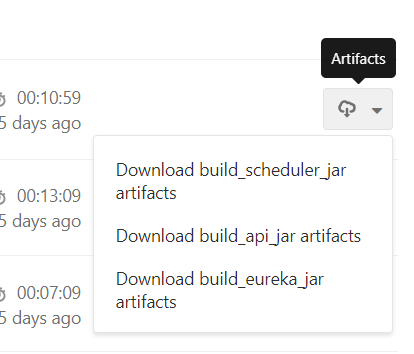 Artifacts
00:10:59
5 days ago
Download build_scheduler_jar
artifacts
00:13:09
5 days ago
Download build_api_jar artifacts
Download build_eureka_jar
artifacts
00:07:09
5 days ago